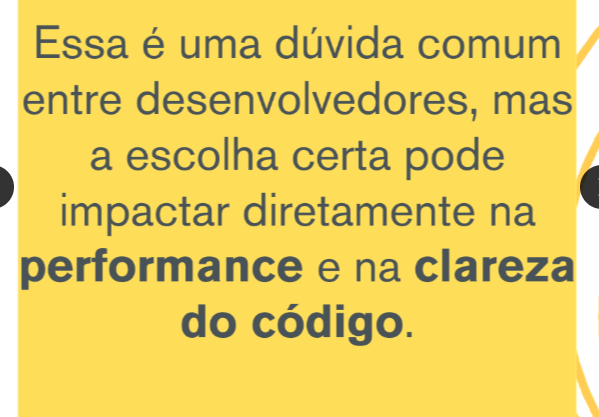 Essa é uma dúvida comum
entre desenvolvedores, mas
a escolha certa pode
impactar diretamente na
performance e na clareza
do código.